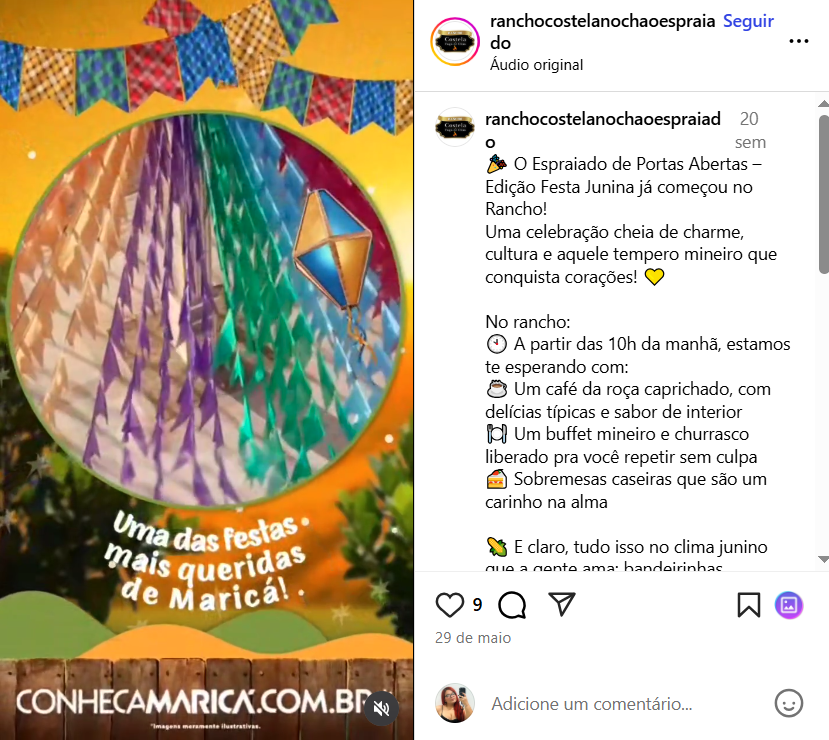 Uma das festas
mais queridas
de Maricá!
CONHECAMARICÁ.COM.BR
*Imagens meramente ilustrativas.
ranchocostelanochaoespraia
do
Seguir
Áudio original
ranchocostelanochaoespraiad
o
20
sem
🎉 O Espraiado de Portas Abertas –
Edição Festa Junina já começou no
Rancho!
Uma celebração cheia de charme,
cultura e aquele tempero mineiro que
conquista corações! 💛
No rancho:
🕙 A partir das 10h da manhã, estamos
te esperando com:
☕ Um café da roça caprichado, com
delícias típicas e sabor de interior
🍽️ Um buffet mineiro e churrasco
liberado pra você repetir sem culpa
🍰 Sobremesas caseiras que são um
carinho na alma
🌽 E claro, tudo isso no clima junino
que a gente ama: bandeirinhas
9
29 de maio
Adicione um comentário...